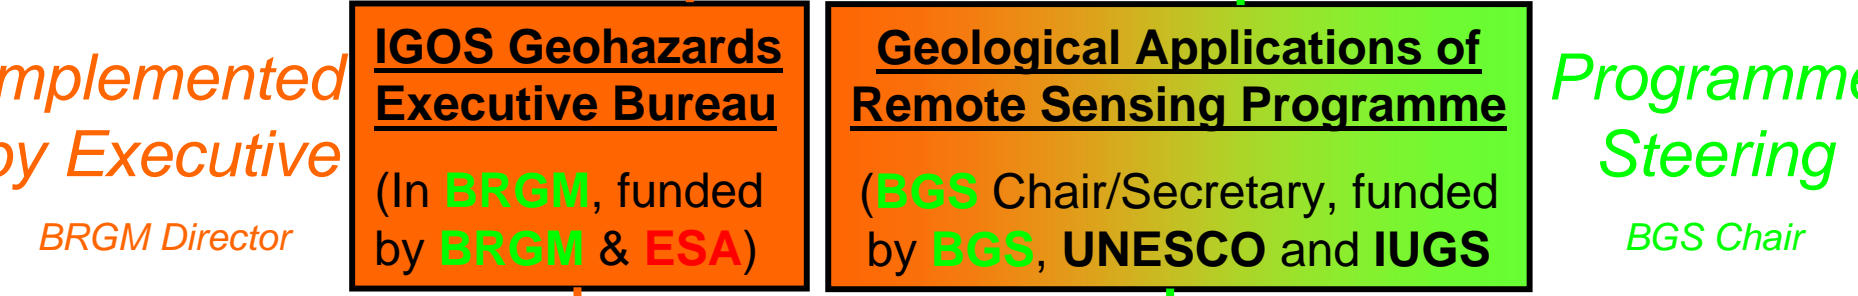 mplemented
by Executive
BRGM Director
IGOS Geohazards
Executive Bureau
(In BRGM, funded
by BRGM & ESA)
Geological Applications of
Remote Sensing Programme
(BGS Chair/Secretary, funded
by BGS, UNESCO and IUGS
Programme
Steering
BGS Chair